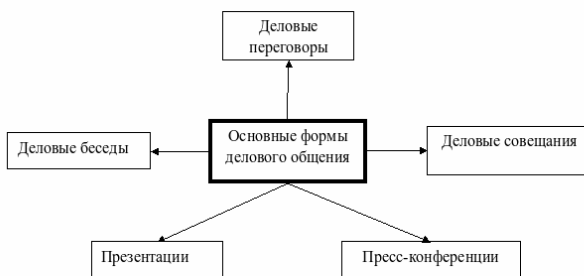 Деловые
переговоры
Основные формы
делового общения
Деловые беседы
Деловые совещания
Презентации
Пресс-конференции